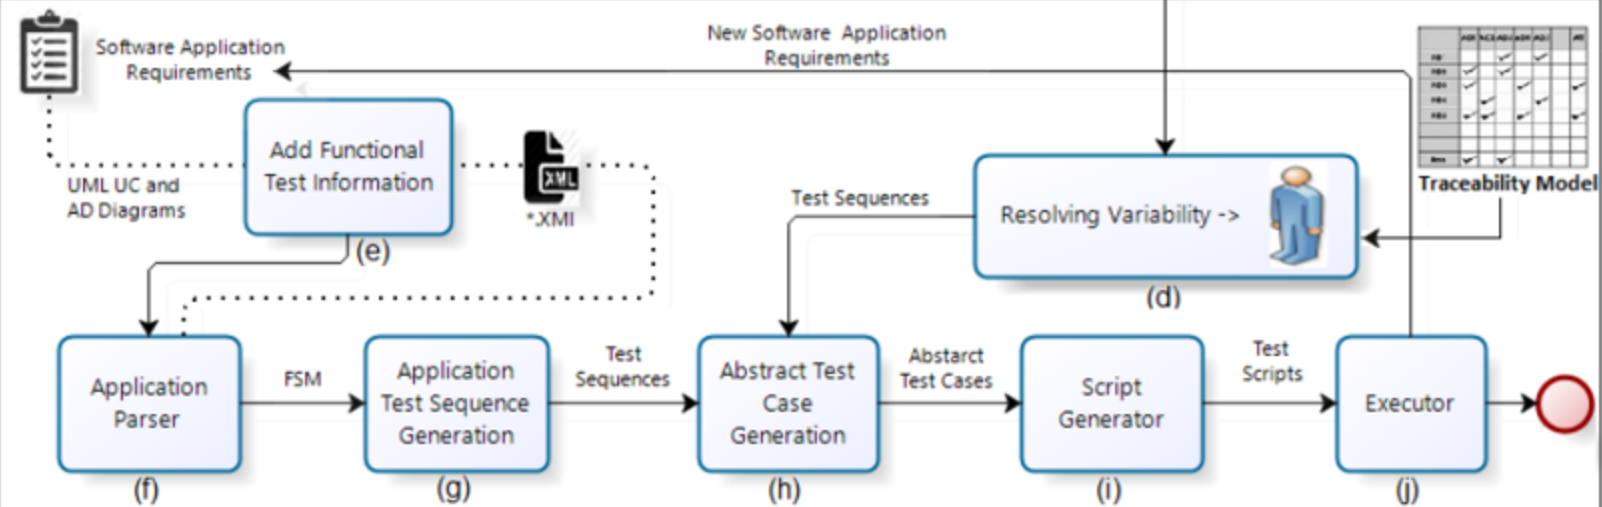 Software Application
Requirements
New Software Application
Requirements
Add Functional
Test Information
(e)
UML UC and
AD Diagrams
XML
*.XMI
Test Sequences
Resolving Variability ->
(d)
Traceability Model
Application
Parser
(f)
FSM
Application
Test Sequence
Generation
(g)
Test
Sequences
Abstract Test
Case
Generation
(h)
Abstarct
Test Cases
Script
Generator
(i)
Test
Scripts
Executor
(j)